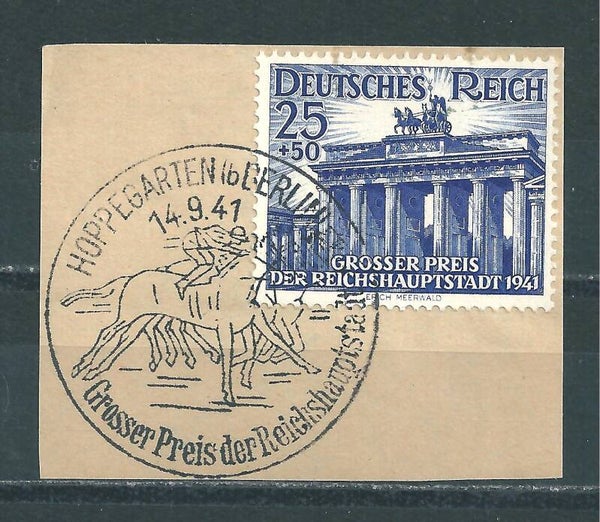 DEUTSCHES REICH
25
+50
GROSSER PREIS
DER REICHSHAUPTSTADT 1941
ERICH MEERWALD
HOPPEGARTEN (b BERLIN)
14.9.41
Grosser Preis der Reichshauptstadt